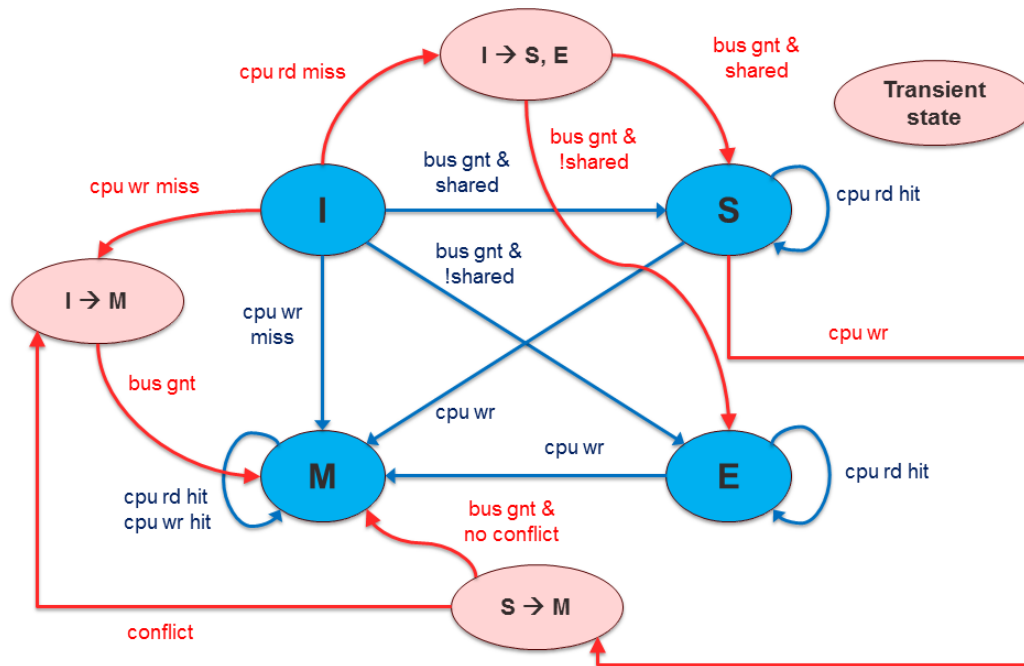 I → S, E
bus gnt &
shared
cpu rd miss
Transient
state
bus gnt &
!shared
bus gnt &
shared
cpu wr miss
I
S
cpu rd hit
bus gnt &
!shared
I → M
cpu wr
miss
cpu wr
bus gnt
cpu wr
cpu wr
M
E
cpu rd hit
cpu rd hit
cpu wr hit
bus gnt &
no conflict
S → M
conflict